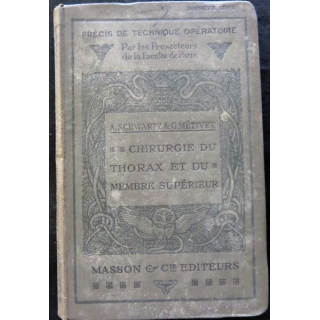 PRÉCIS DE TECHNIQUE OPÉRATOIRE
Par les Prosecteurs
de la Faculté de Paris
A. SCHWARTZ & G. MÉTIVET
CHIRURGIE DU
THORAX ET DU
MEMBRE SUPÉRIEUR
MASSON & Cie EDITEURS